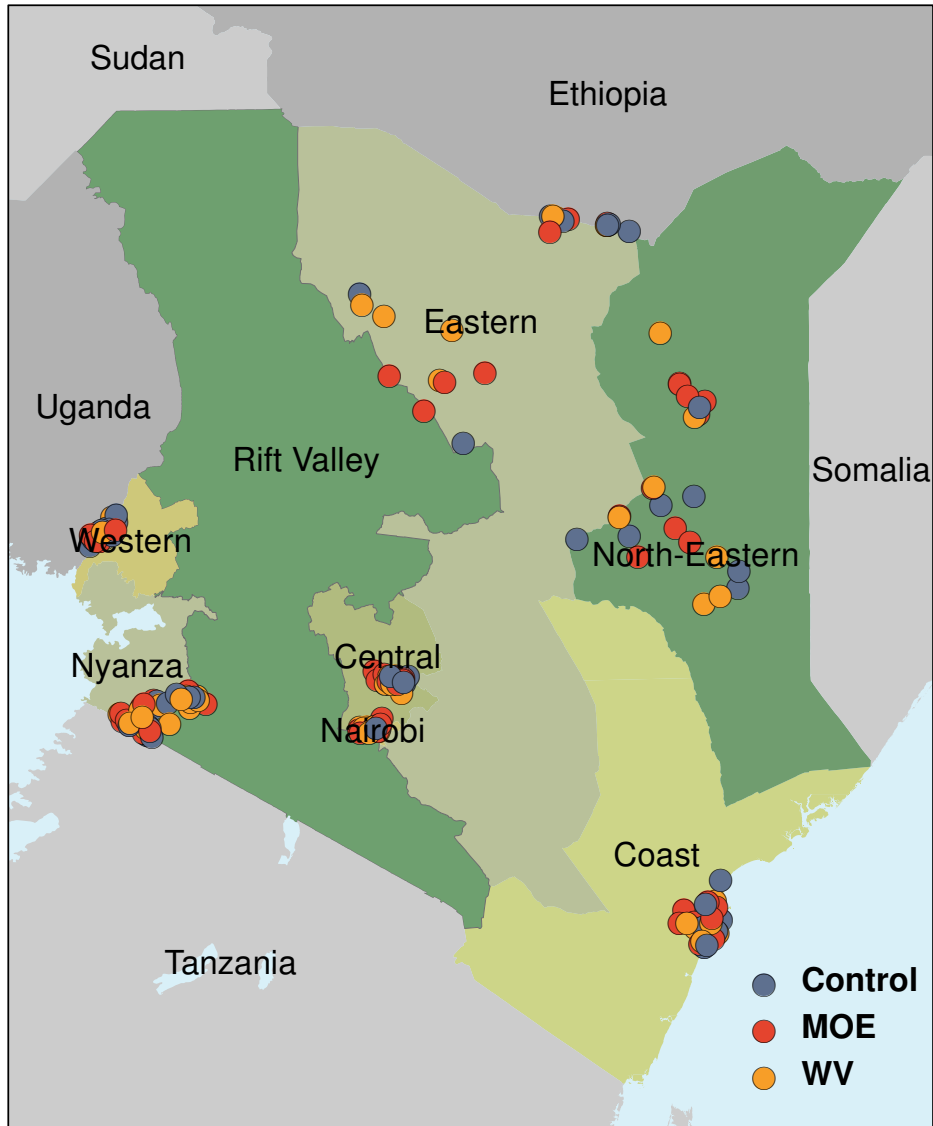 Sudan
Ethiopia
Eastern
Uganda
Rift Valley
Somalia
Western
North-Eastern
Nyanza
Central
Nairobi
Coast
Tanzania
Control
MOE
WV